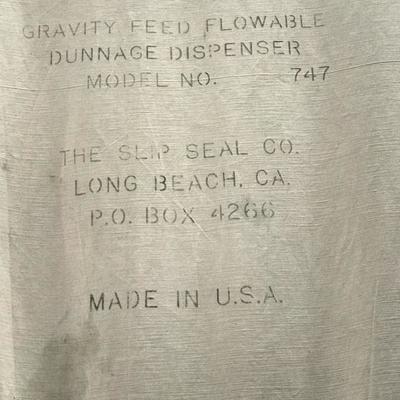 GRAVITY FEED FLOWABLE
DUNNAGE DISPENSER
MODEL NO. 747
THE SLIP SEAL CO.
LONG BEACH, CA.
P.O. BOX 4266
MADE IN U.S.A.